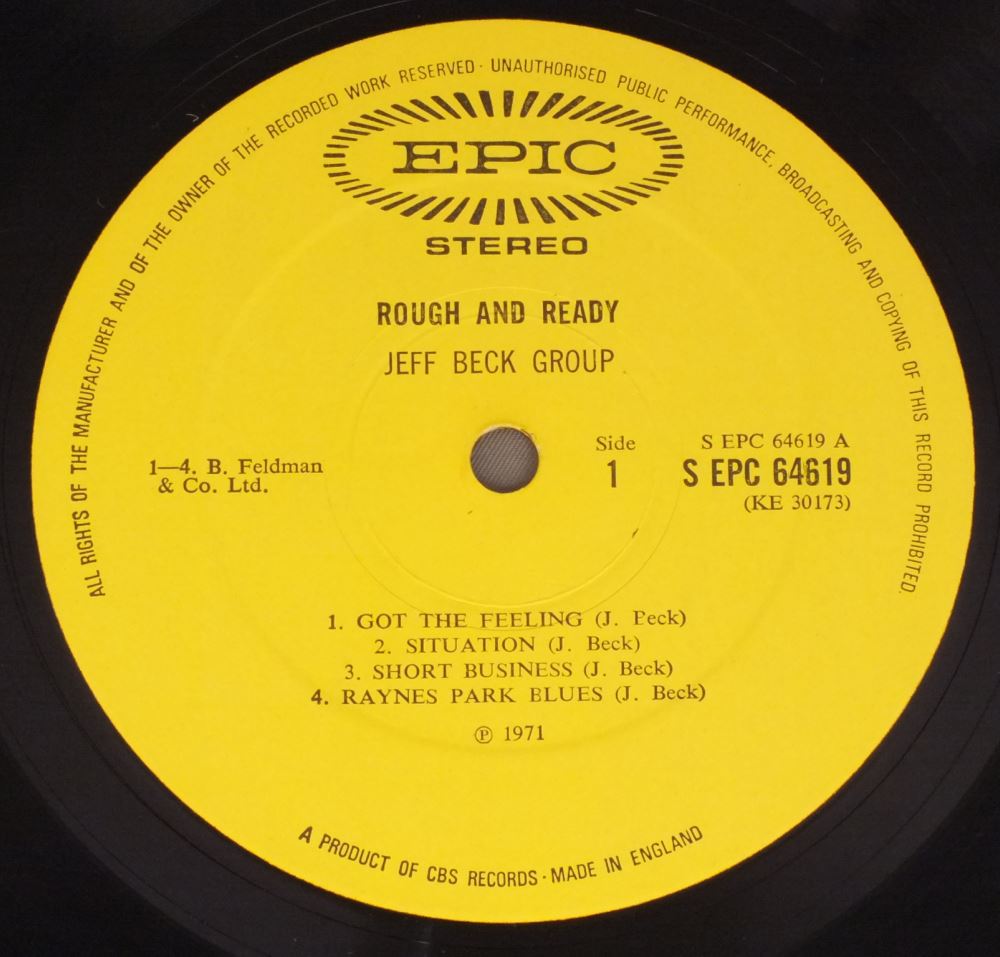 ALL RIGHTS OF THE MANUFACTURER AND OF THE OWNER OF THE RECORDED WORK RESERVED · UNAUTHORISED PUBLIC PERFORMANCE, BROADCASTING AND COPYING OF THIS RECORD PROHIBITED.
EPIC
STEREO
ROUGH AND READY
JEFF BECK GROUP
1—4. B. Feldman
& Co. Ltd.
Side
1
S EPC 64619 A
S EPC 64619
(KE 30173)
1. GOT THE FEELING (J. Beck)
2. SITUATION (J. Beck)
3. SHORT BUSINESS (J. Beck)
4. RAYNES PARK BLUES (J. Beck)
℗ 1971
A PRODUCT OF CBS RECORDS · MADE IN ENGLAND